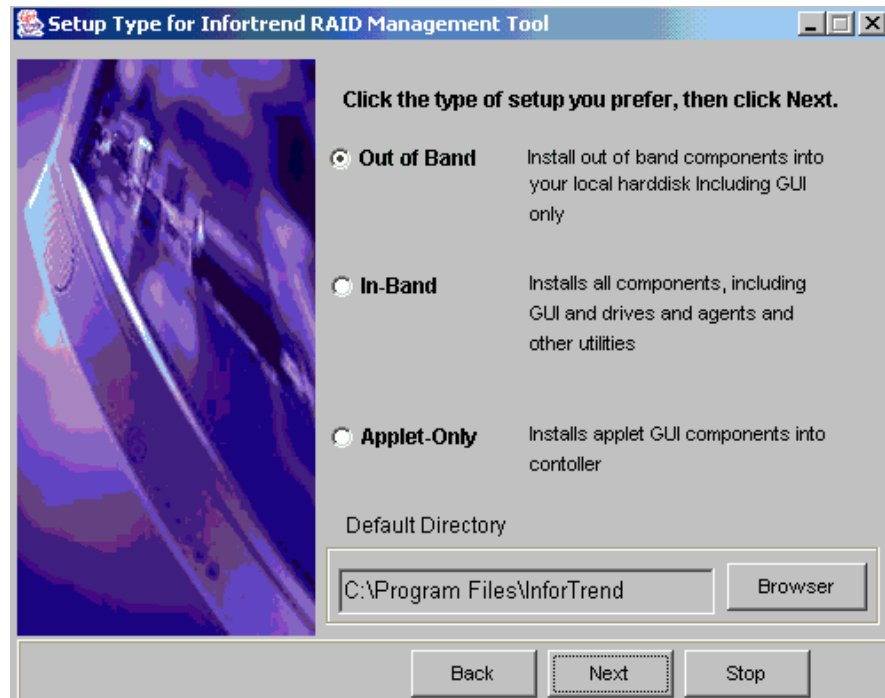 Setup Type for Infortrend RAID Management Tool
Click the type of setup you prefer, then click Next.
Out of Band
Install out of band components into
your local harddisk Including GUI
only
In-Band
Installs all components, including
GUI and drives and agents and
other utilities
Applet-Only
Installs applet GUI components into
contoller
Default Directory
C:\Program Files\InforTrend
Browser
Back
Next
Stop